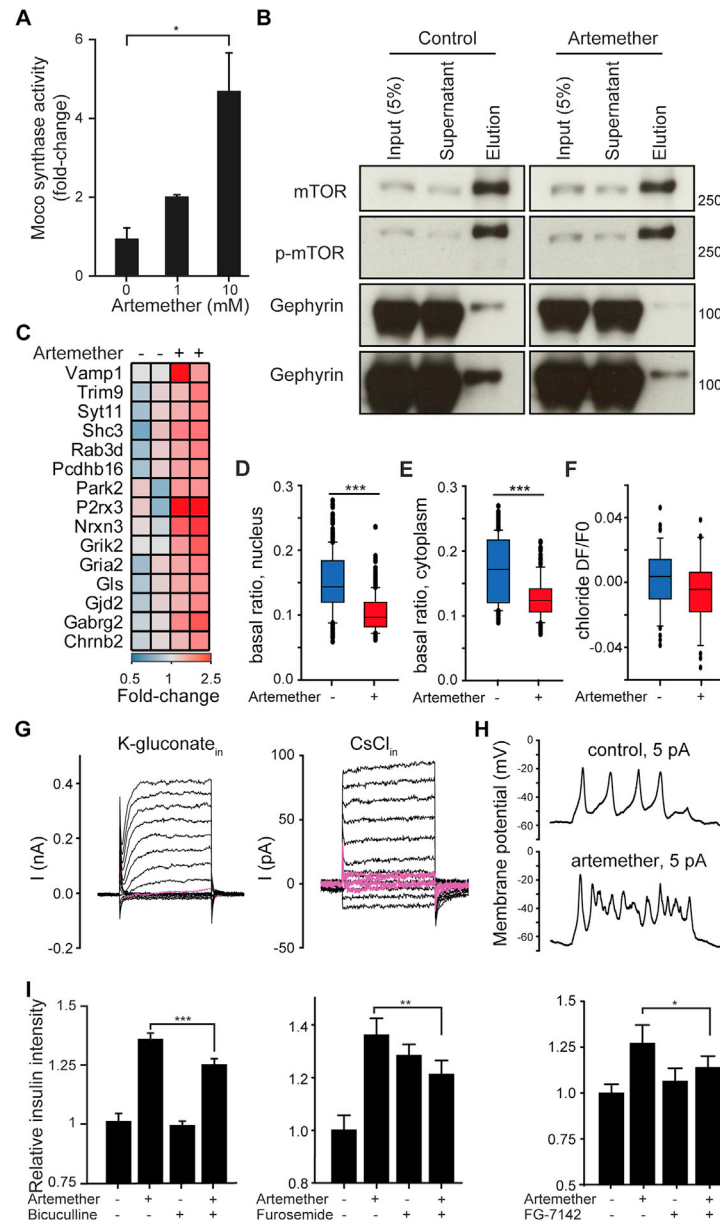 A
Moco synthase activity
(fold-change)
6
4
2
0
*
0 1 10
Artemether (mM)
B
Control Artemether
Input (5%) Supernatant Elution Input (5%) Supernatant Elution
mTOR 250
p-mTOR 250
Gephyrin 100
Gephyrin 100
C
Artemether - - + +
Vamp1
Trim9
Syt11
Shc3
Rab3d
Pcdhb16
Park2
P2rx3
Nrxn3
Grik2
Gria2
Gls
Gjd2
Gabrg2
Chrnb2
0.5 1 2.5
Fold-change
D
basal ratio, nucleus
0.3
0.2
0.1
0.0
***
Artemether - +
E
basal ratio, cytoplasm
0.3
0.2
0.1
0.0
***
Artemether - +
F
chloride DF/F0
0.04
0.00
-0.04
Artemether - +
G
K-gluconate in
I (nA)
0.4
0.2
0.0
-0.2
CsCl in
I (pA)
100
50
0
-50
H
Membrane potential (mV)
control, 5 pA
0
-20
-40
-60
artemether, 5 pA
0
-20
-40
-60
I
Relative insulin intensity
1.5
1.25
1
0.75
***
Artemether - + - +
Bicuculline - - + +
1.4
1.2
1.0
0.8
**
Artemether - + - +
Furosemide - - + +
1.5
1.25
1.0
0.75
0.5
*
Artemether - + - +
FG-7142 - - + +